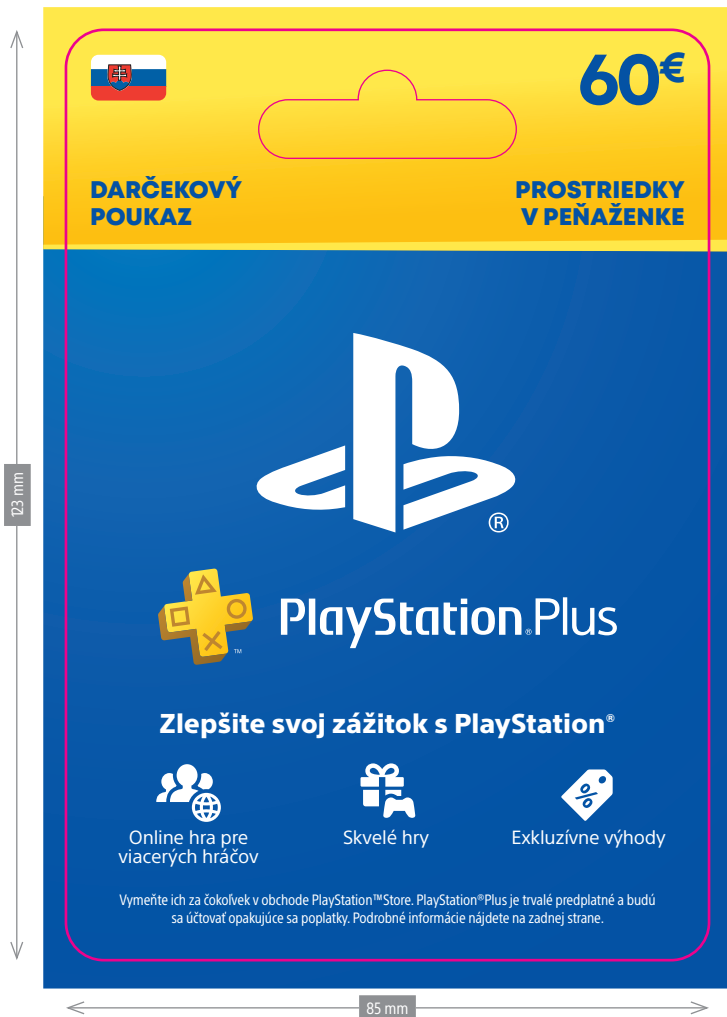 60€
DARČEKOVÝ
POUKAZ
PROSTRIEDKY
V PEŇAŽENKE
123 mm
®
PlayStation®Plus
TM
Zlepšite svoj zážitok s PlayStation®
Online hra pre
viacerých hráčov
Skvelé hry
Exkluzívne výhody
Vymeňte ich za čokoľvek v obchode PlayStation™Store. PlayStation®Plus je trvalé predplatné a budú
sa účtovať opakujúce sa poplatky. Podrobné informácie nájdete na zadnej strane.
85 mm